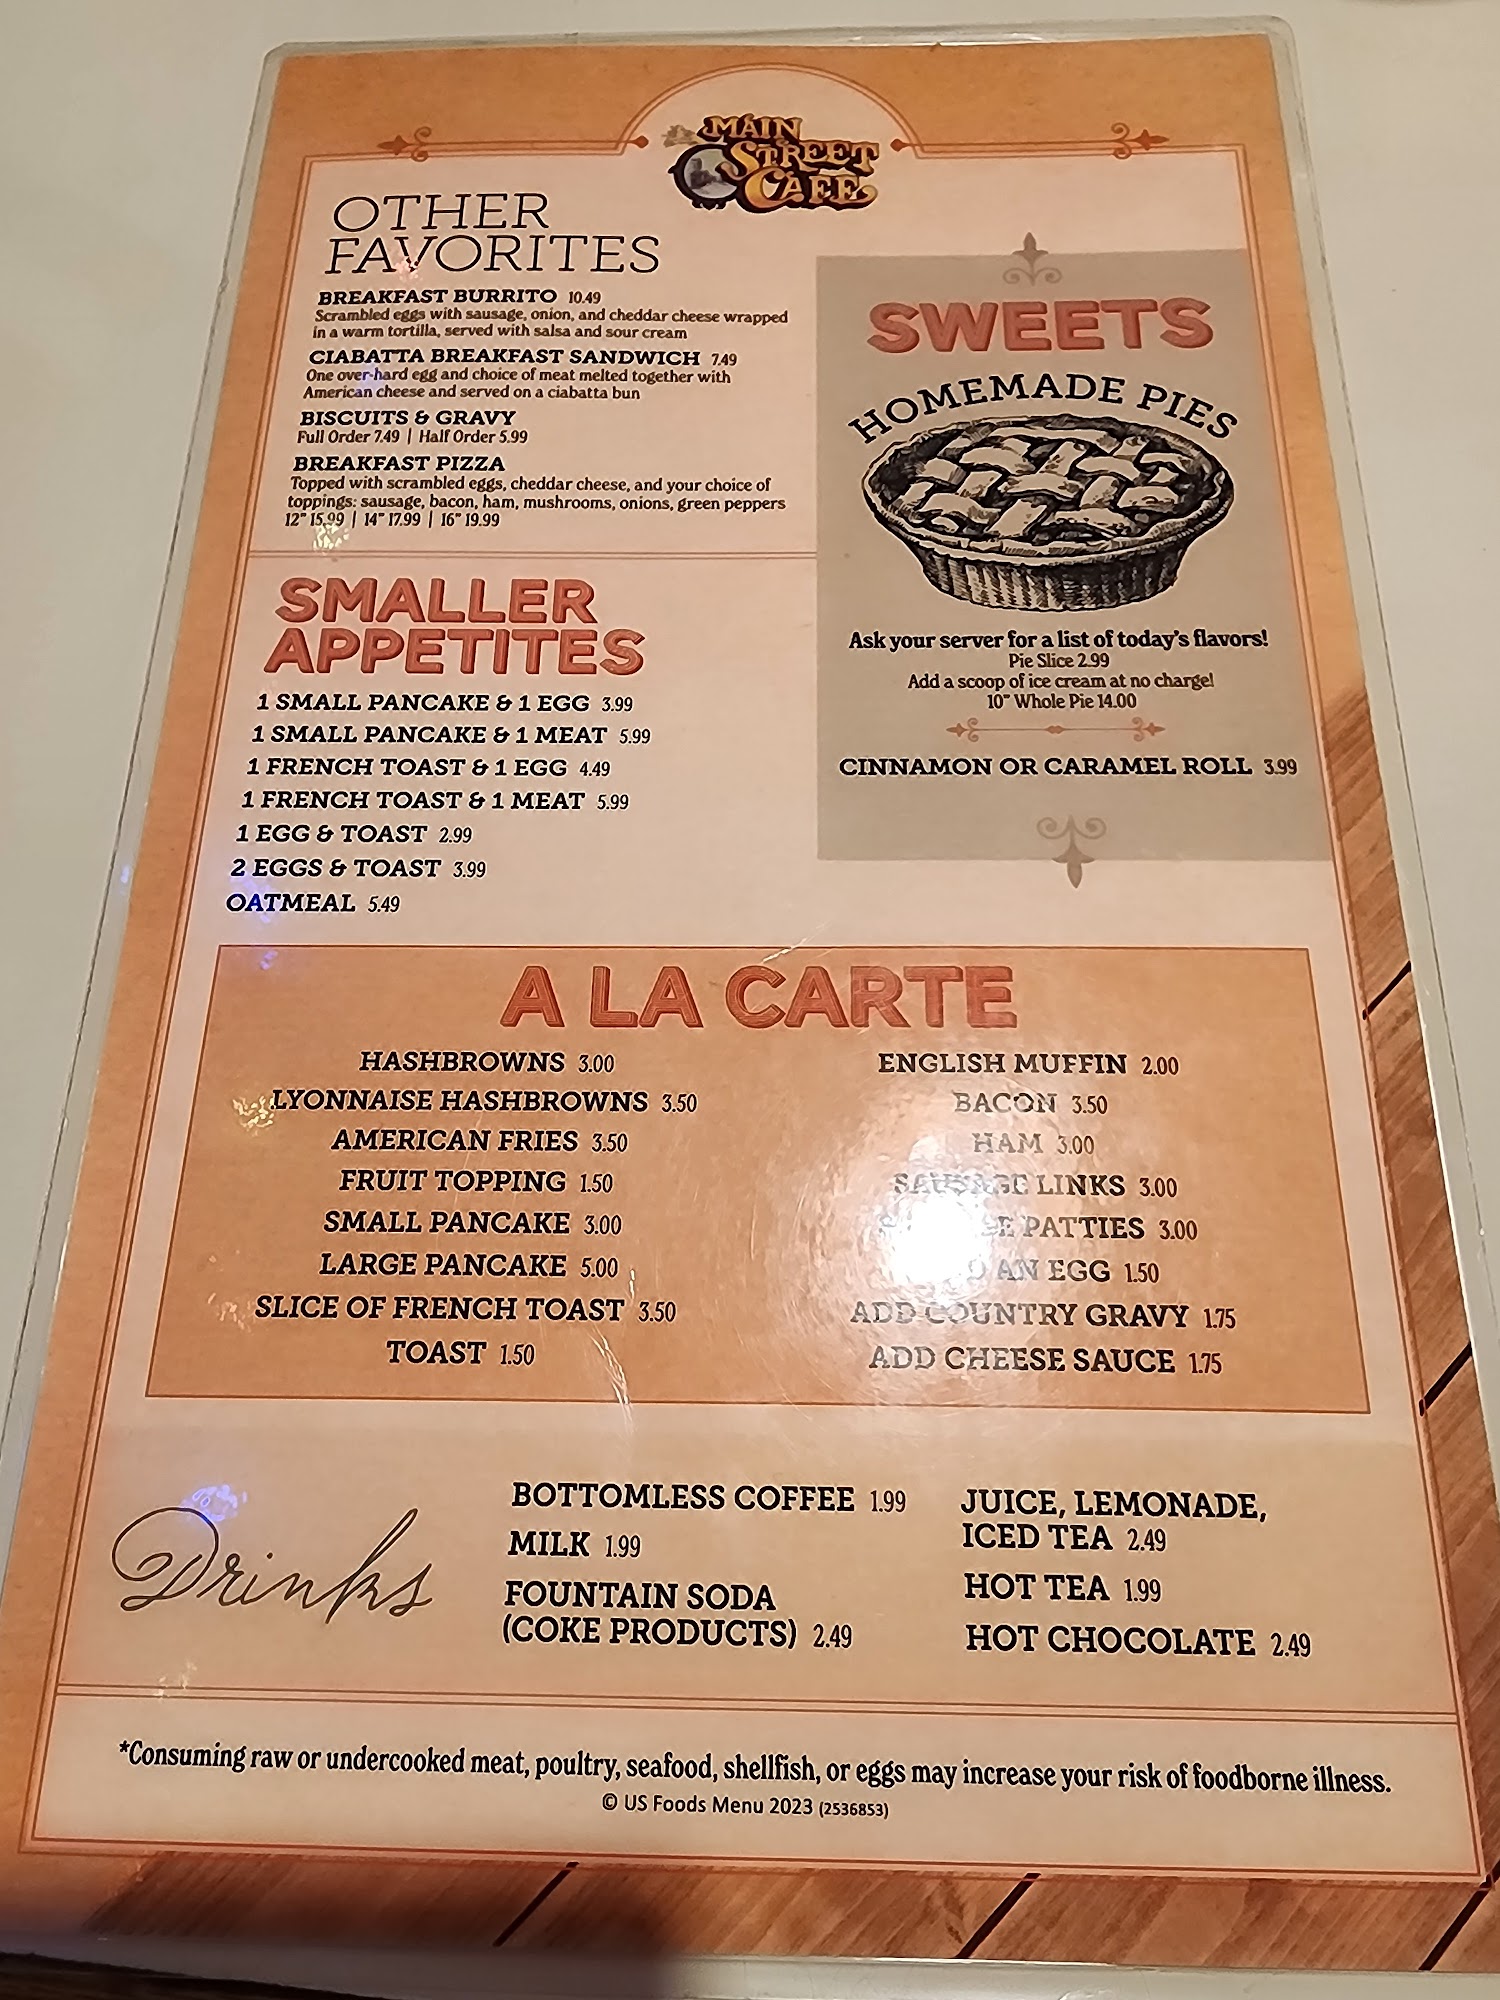 MAIN
STREET
CAFE
OTHER
FAVORITES
BREAKFAST BURRITO 10.49
Scrambled eggs with sausage, onion, and cheddar cheese wrapped
in a warm tortilla, served with salsa and sour cream
CIABATTA BREAKFAST SANDWICH 7.49
One over-hard egg and choice of meat melted together with
American cheese and served on a ciabatta bun
BISCUITS & GRAVY
Full Order 7.49 | Half Order 5.99
BREAKFAST PIZZA
Topped with scrambled eggs, cheddar cheese, and your choice of
toppings: sausage, bacon, ham, mushrooms, onions, green peppers
12" 15.99 | 14" 17.99 | 16" 19.99
SMALLER
APPETITES
1 SMALL PANCAKE & 1 EGG 3.99
1 SMALL PANCAKE & 1 MEAT 5.99
1 FRENCH TOAST & 1 EGG 4.49
1 FRENCH TOAST & 1 MEAT 5.99
1 EGG & TOAST 2.99
2 EGGS & TOAST 3.99
OATMEAL 5.49
SWEETS
HOMEMADE PIES
Ask your server for a list of today's flavors!
Pie Slice 2.99
Add a scoop of ice cream at no charge!
10" Whole Pie 14.00
CINNAMON OR CARAMEL ROLL 3.99
A LA CARTE
HASHBROWNS 3.00
LYONNAISE HASHBROWNS 3.50
AMERICAN FRIES 3.50
FRUIT TOPPING 1.50
SMALL PANCAKE 3.00
LARGE PANCAKE 5.00
SLICE OF FRENCH TOAST 3.50
TOAST 1.50
ENGLISH MUFFIN 2.00
BACON 3.50
HAM 3.00
SAUSAGE LINKS 3.00
PATTIES 3.00
AN EGG 1.50
ADD COUNTRY GRAVY 1.75
ADD CHEESE SAUCE 1.75
Drinks
BOTTOMLESS COFFEE 1.99
MILK 1.99
FOUNTAIN SODA
(COKE PRODUCTS) 2.49
JUICE, LEMONADE,
ICED TEA 2.49
HOT TEA 1.99
HOT CHOCOLATE 2.49
*Consuming raw or undercooked meat, poultry, seafood, shellfish, or eggs may increase your risk of foodborne illness.
© US Foods Menu 2023 (2536853)